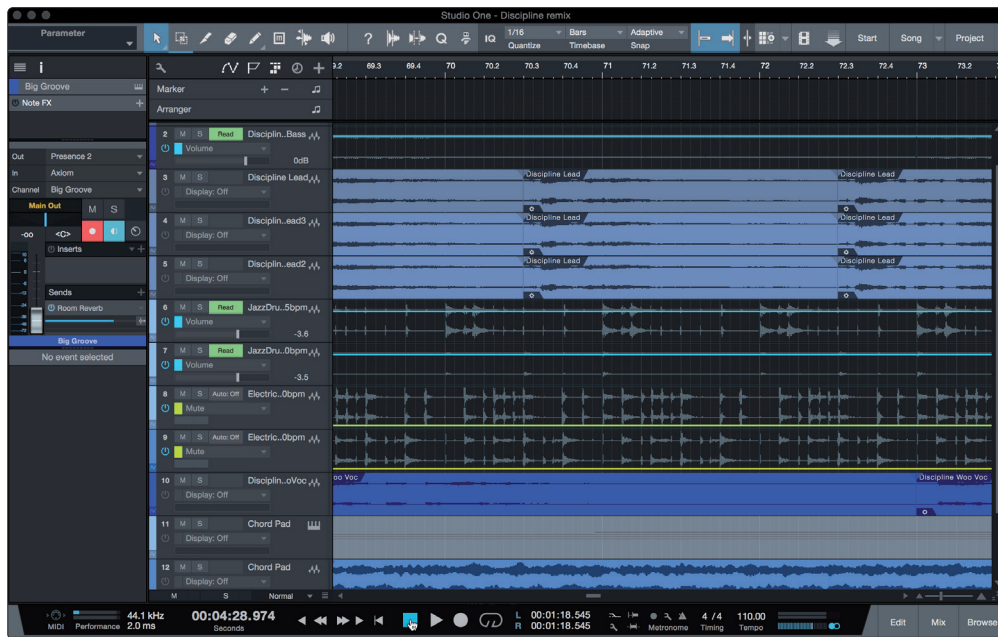 Studio One - Discipline remix
Parameter
IQ
1/16
Quantize
Bars
Timebase
Adaptive
Snap
Start
Song
Project
Big Groove
Note FX
Out
Presence 2
In
Axiom
Channel
Big Groove
Main Out
M S
-oo
<C>
Inserts
Sends
Room Reverb
Big Groove
No event selected
Marker
Arranger
9.2 69.3 69.4 70 70.2 70.3 70.4 71 71.2 71.3 71.4 72 72.2 72.3 72.4 73 73.2
2 M S Read Disciplin..Bass
Volume
0dB
3 M S Discipline Lead
Display: Off
Discipline Lead
Discipline Lead
4 M S Disciplin..ead3
Display: Off
Discipline Lead
Discipline Lead
5 M S Disciplin..ead2
Display: Off
Discipline Lead
Discipline Lead
6 M S Read JazzDru..5bpm
Volume
-3.6
7 M S Read JazzDru..0bpm
Volume
-3.5
8 M S Auto: Off Electric..0bpm
Mute
9 M S Auto: Off Electric..0bpm
Mute
10 M S Disciplin..oVoc
Display: Off
oo Voc
Discipline Woo Voc
11 M S Chord Pad
Display: Off
12 M S Chord Pad
Display: Off
M S Normal
MIDI
Performance
44.1 kHz
2.0 ms
00:04:28.974
Seconds
L 00:01:18.545
R 00:01:18.545
Metronome
4 / 4
Timing
110.00
Tempo
Edit
Mix
Browse